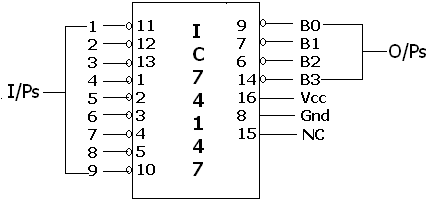 1 11 I 9 B0
2 12 C 7 B1
3 13 7 6 B2
4 1 4 14 B3
5 2 1 16 Vcc
6 3 4 8 Gnd
7 4 7 15 NC
8 5
9 10
I/Ps
O/Ps